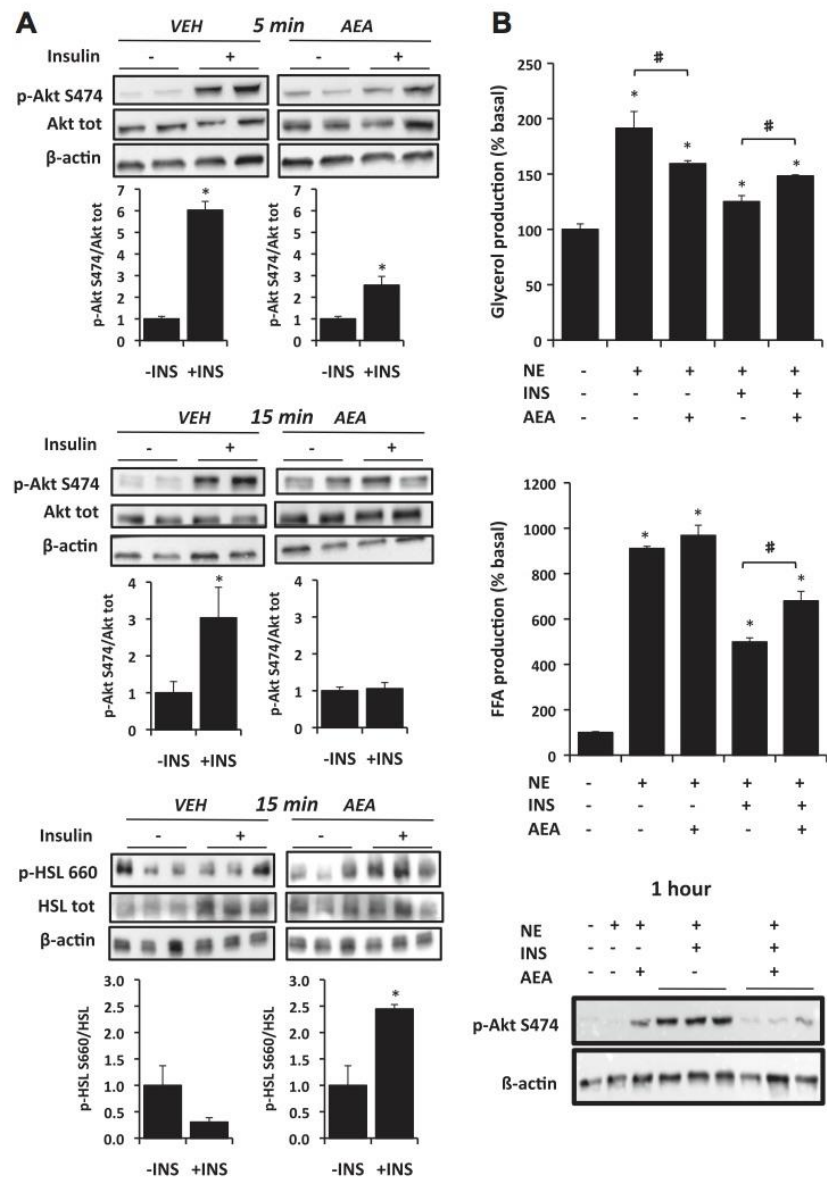 A
VEH 5 min AEA
Insulin - + - +
p-Akt S474
Akt tot
β-actin
p-Akt S474/Akt tot
7
6
5
4
3
2
1
0
*
-INS +INS
p-Akt S474/Akt tot
7
6
5
4
3
2
1
0
*
-INS +INS
VEH 15 min AEA
Insulin - + - +
p-Akt S474
Akt tot
β-actin
p-Akt S474/Akt tot
4
3
2
1
0
*
-INS +INS
p-Akt S474/Akt tot
4
3
2
1
0
-INS +INS
VEH 15 min AEA
Insulin - + - +
p-HSL 660
HSL tot
β-actin
p-HSL S660/HSL
3.0
2.5
2.0
1.5
1.0
0.5
0.0
-INS +INS
p-HSL S660/HSL
3.0
2.5
2.0
1.5
1.0
0.5
0.0
*
-INS +INS
B
Glycerol production (% basal)
250
200
150
100
50
0
# #
* * * *
NE - + + + +
INS - - - + +
AEA - - + - +
FFA production (% basal)
1200
1000
800
600
400
200
0
#
* * * *
NE - + + + +
INS - - - + +
AEA - - + - +
1 hour
NE - + + + +
INS - - - + +
AEA - - + - +
p-Akt S474
ß-actin